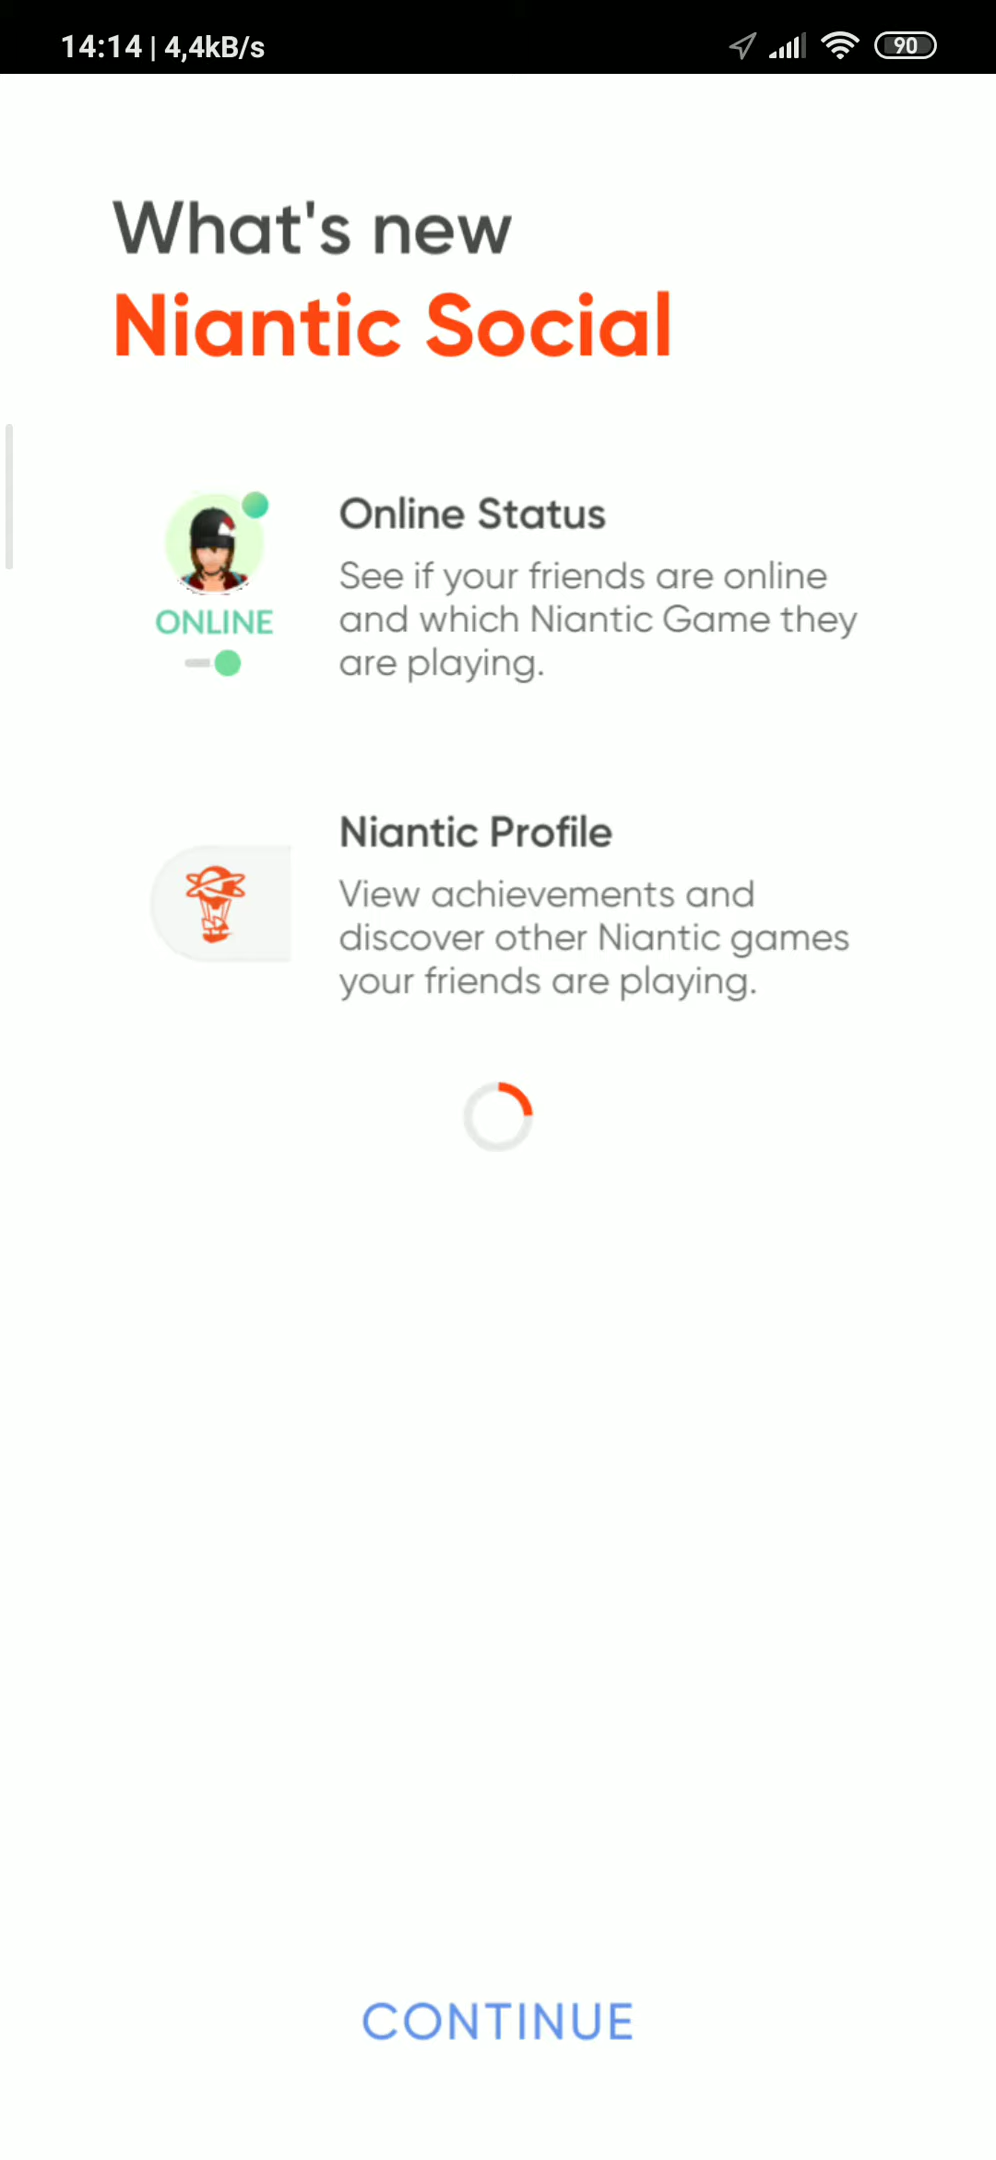 14:14 | 4,4kB/s
90
What's new
Niantic Social
Online Status
See if your friends are online
and which Niantic Game they
are playing.
ONLINE
Niantic Profile
View achievements and
discover other Niantic games
your friends are playing.
CONTINUE